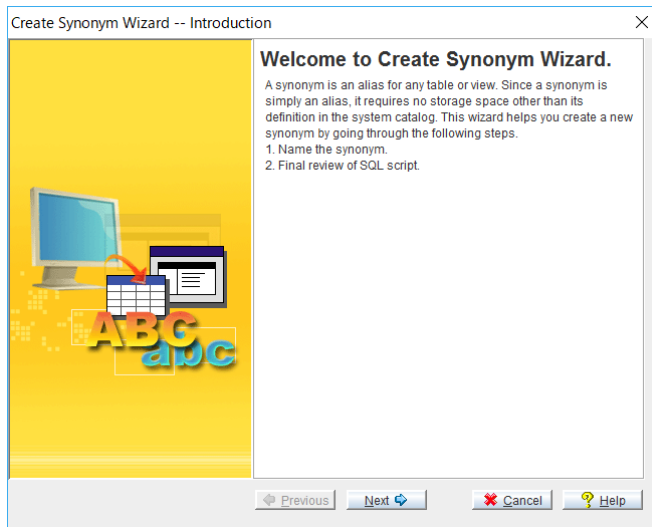 Create Synonym Wizard -- Introduction
Welcome to Create Synonym Wizard.
A synonym is an alias for any table or view. Since a synonym is
simply an alias, it requires no storage space other than its
definition in the system catalog. This wizard helps you create a new
synonym by going through the following steps.
1. Name the synonym.
2. Final review of SQL script.
ABC
abc
Previous Next Cancel Help